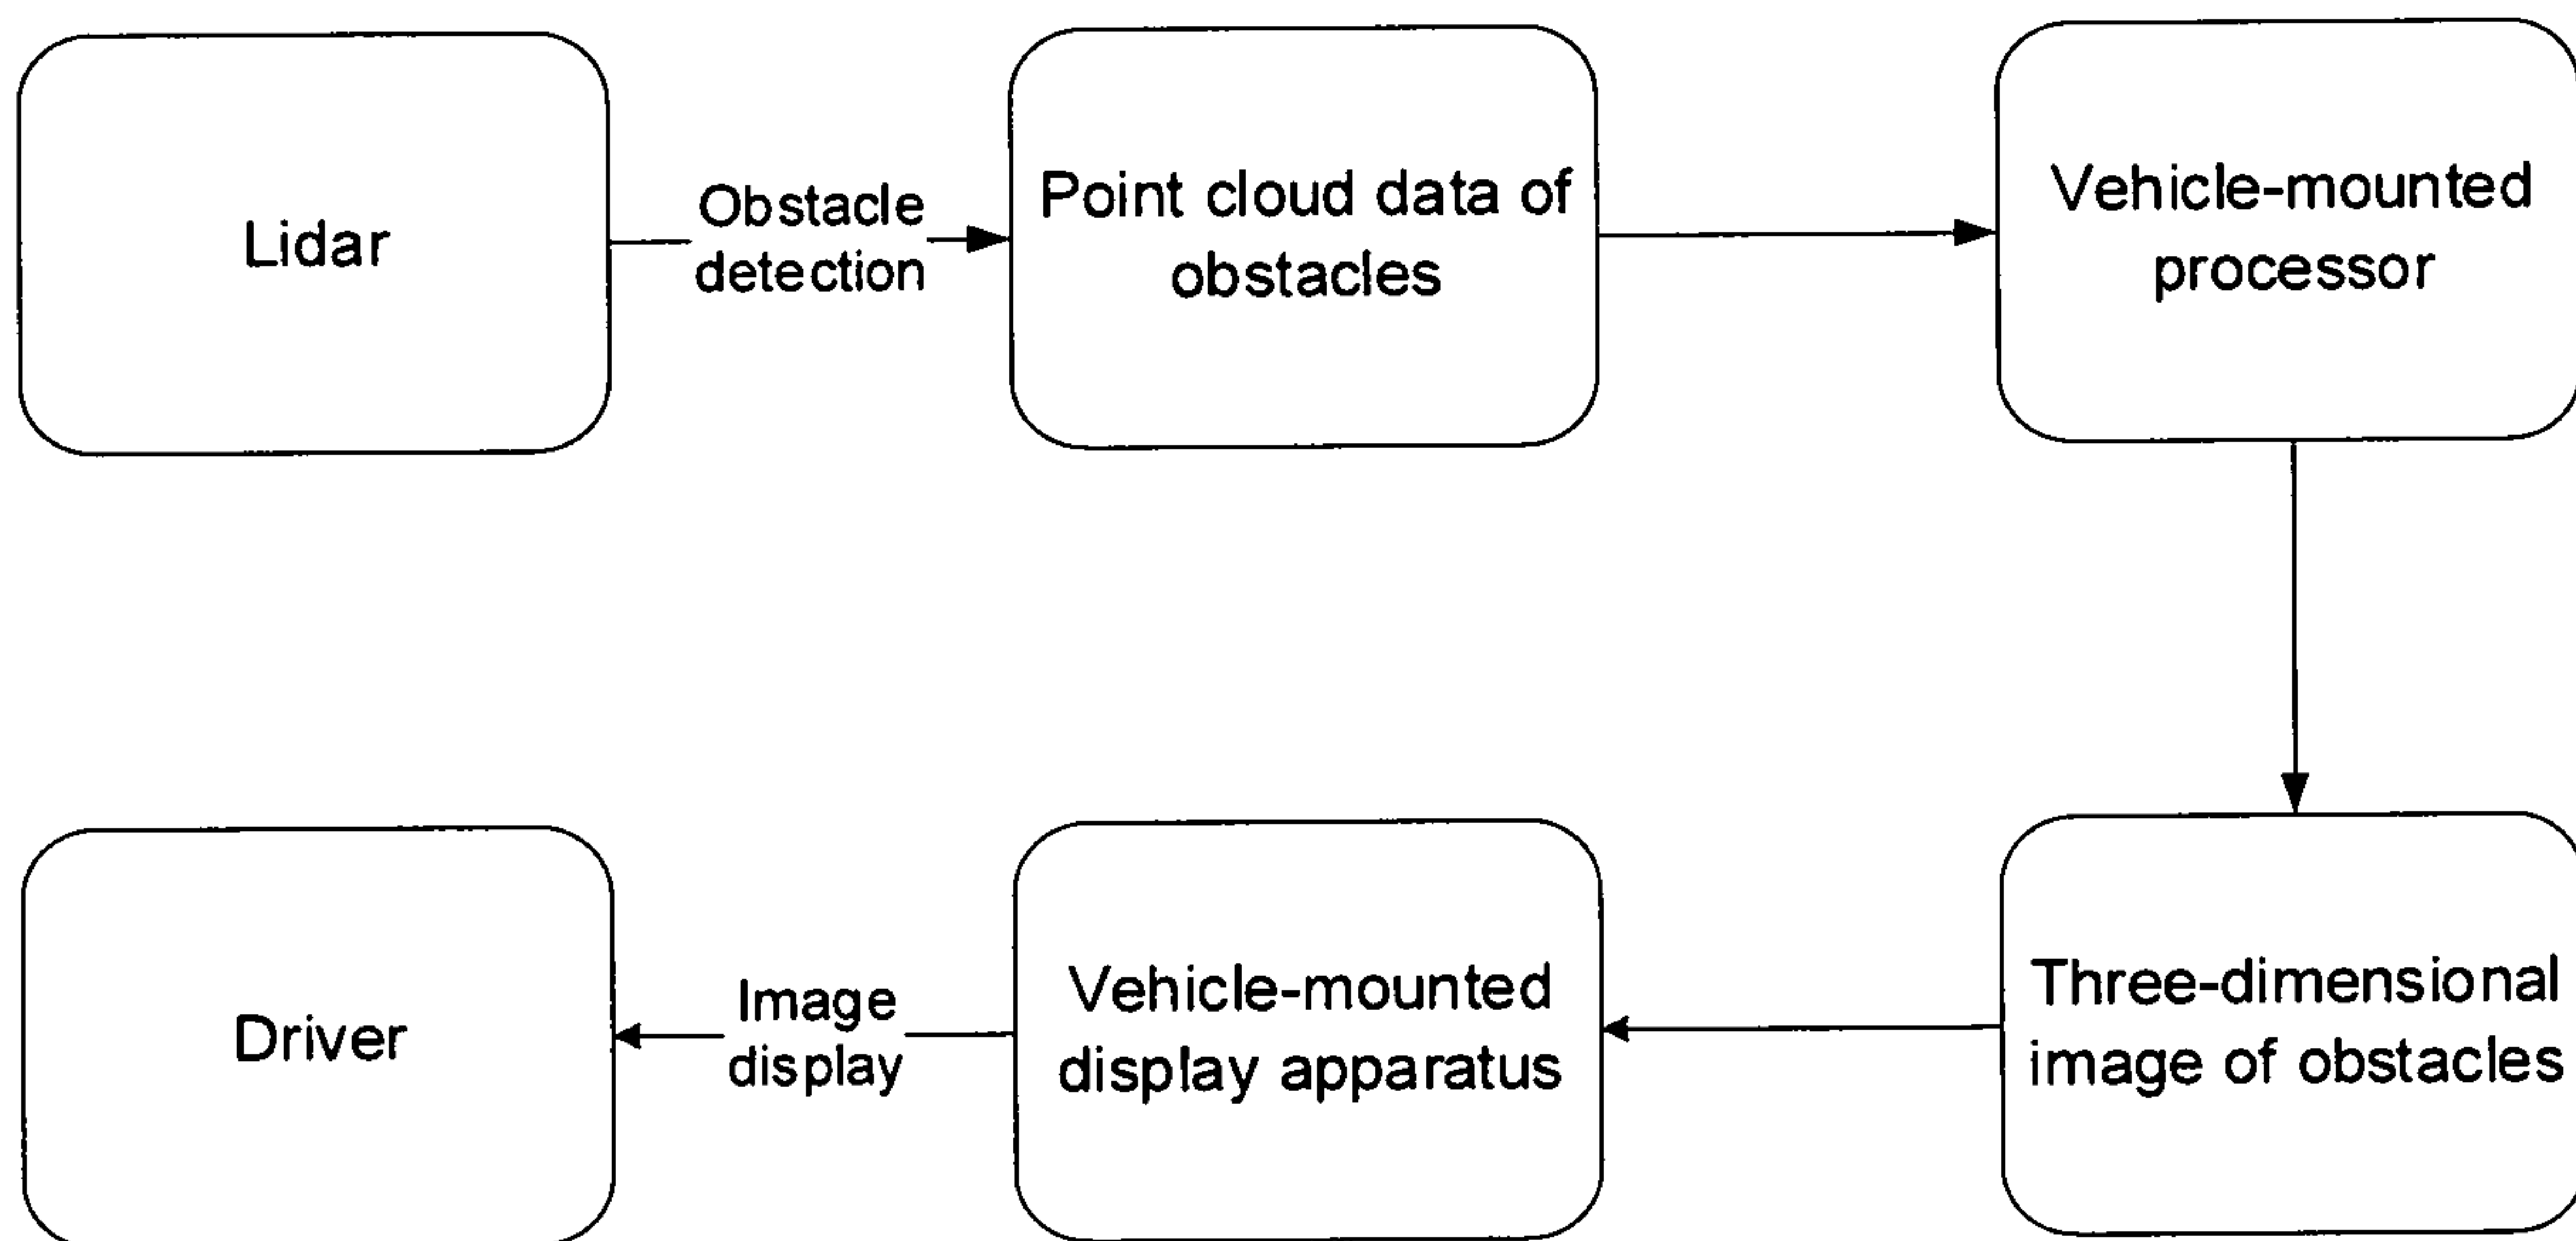 Lidar
Obstacle
detection
Point cloud data of
obstacles
Vehicle-mounted
processor
Three-dimensional
image of obstacles
Vehicle-mounted
display apparatus
Image
display
Driver